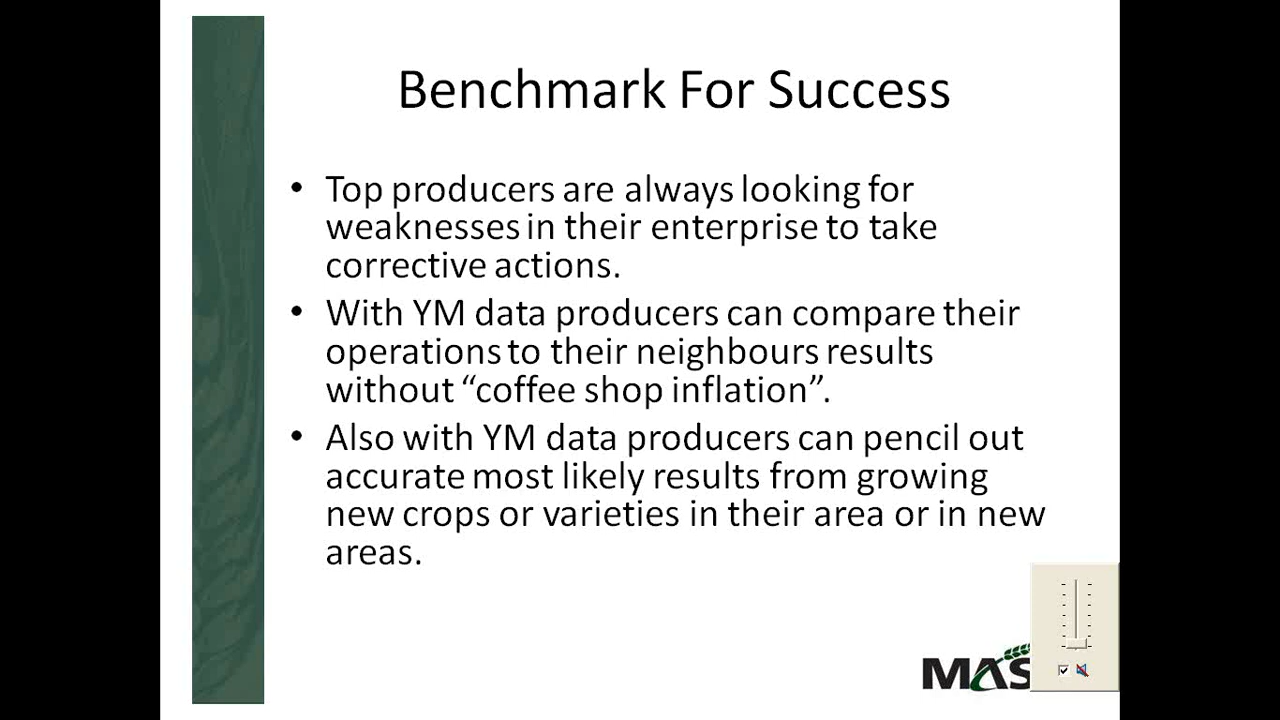 Benchmark For Success
• Top producers are always looking for
weaknesses in their enterprise to take
corrective actions.
• With YM data producers can compare their
operations to their neighbours results
without “coffee shop inflation”.
• Also with YM data producers can pencil out
accurate most likely results from growing
new crops or varieties in their area or in new
areas.
MAS